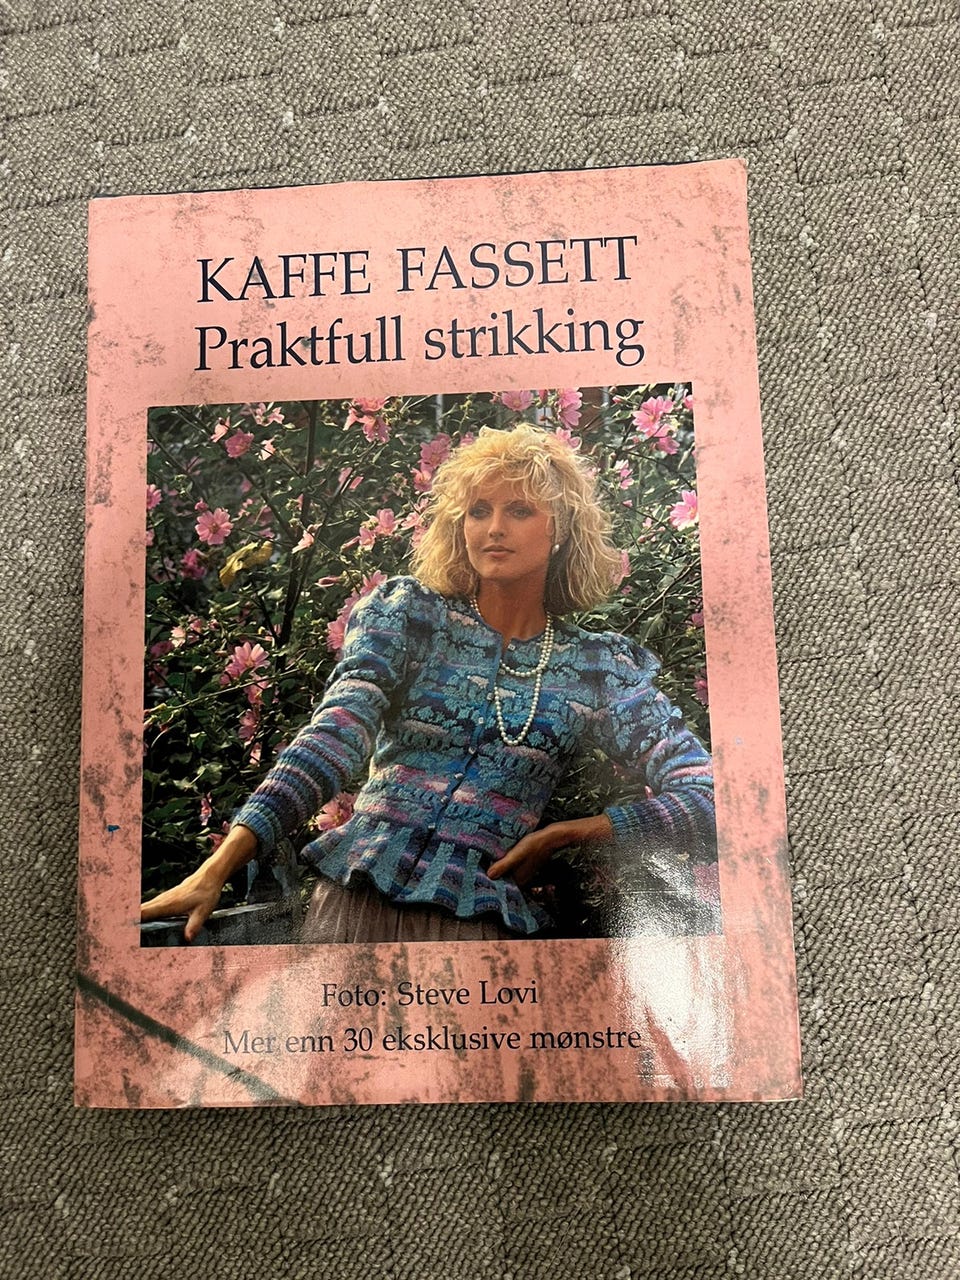 KAFFE FASSETT
Praktfull strikking
Foto: Steve Lovi
Mer enn 30 eksklusive mønstre